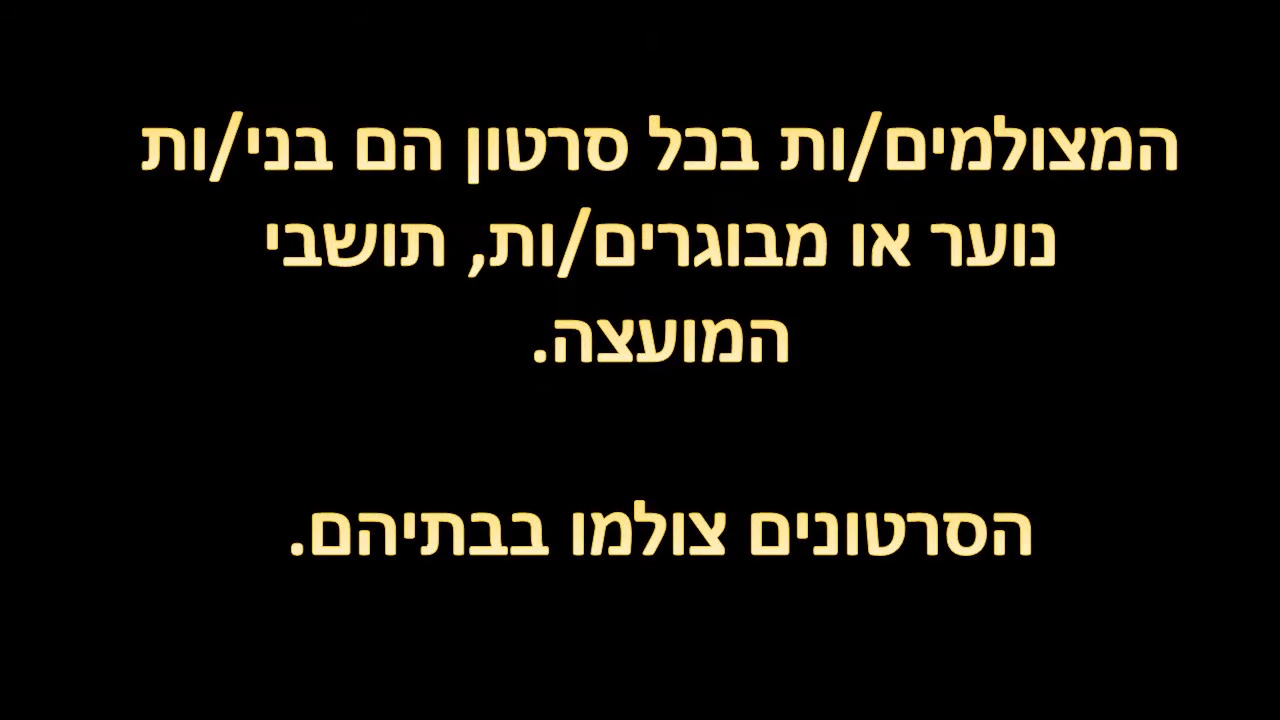 המצולמים/ות בכל סרטון הם בני/ות
נוער או מבוגרים/ות, תושבי
המועצה.
הסרטונים צולמו בבתיהם.